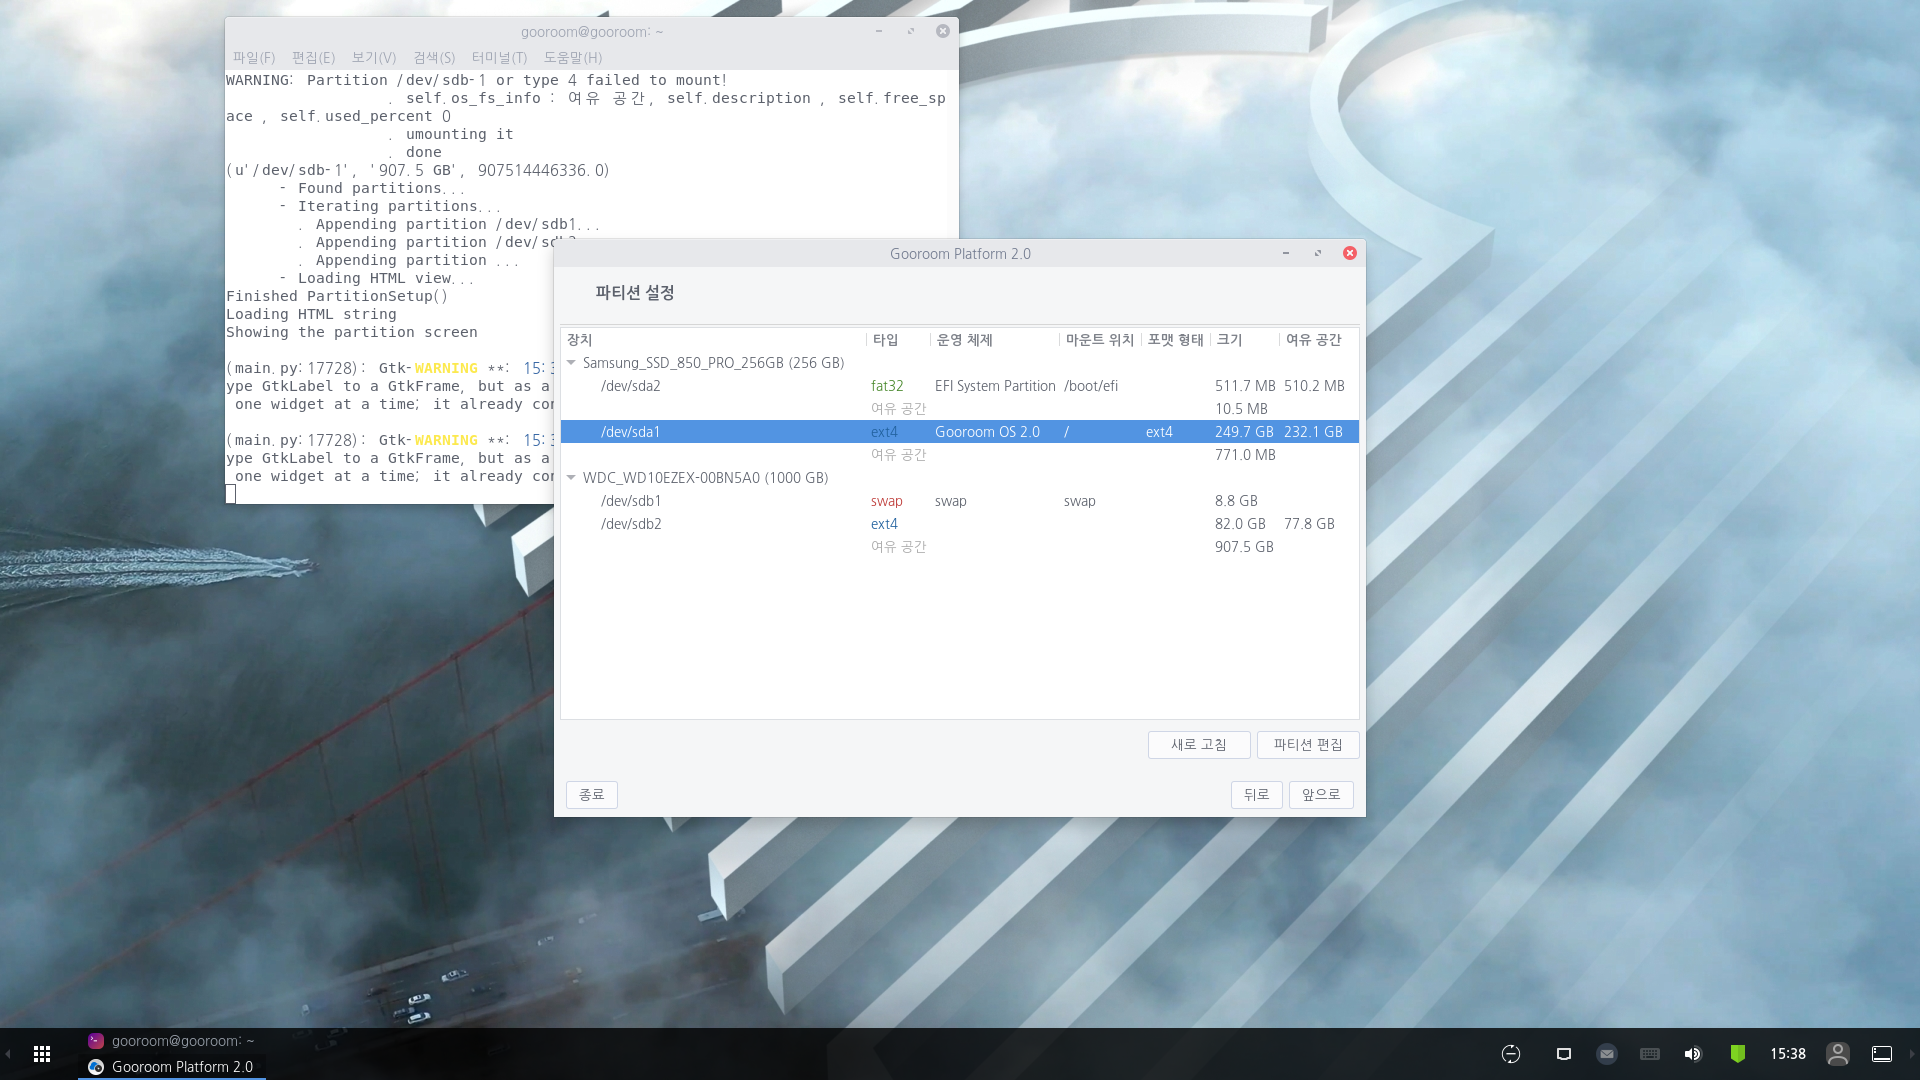 gooroom@gooroom: ~
파일(F) 편집(E) 보기(V) 검색(S) 터미널(T) 도움말(H)
WARNING: Partition /dev/sdb-1 or type 4 failed to mount!
. self.os_fs_info : 여유 공간, self.description , self.free_sp
ace , self.used_percent 0
. umounting it
. done
(u'/dev/sdb-1', '907.5 GB', 907514446336.0)
- Found partitions...
- Iterating partitions...
. Appending partition /dev/sdb1...
. Appending partition /dev/sdb2...
. Appending partition ...
- Loading HTML view...
Finished PartitionSetup()
Loading HTML string
Showing the partition screen
(main.py:17728): Gtk-WARNING **: 15:3
ype GtkLabel to a GtkFrame, but as a
one widget at a time; it already con
(main.py:17728): Gtk-WARNING **: 15:3
ype GtkLabel to a GtkFrame, but as a
one widget at a time; it already con
Gooroom Platform 2.0
파티션 설정
장치 타입 운영 체제 마운트 위치 포맷 형태 크기 여유 공간
Samsung_SSD_850_PRO_256GB (256 GB)
/dev/sda2 fat32 EFI System Partition /boot/efi 511.7 MB 510.2 MB
여유 공간 10.5 MB
/dev/sda1 ext4 Gooroom OS 2.0 / ext4 249.7 GB 232.1 GB
여유 공간 771.0 MB
WDC_WD10EZEX-00BN5A0 (1000 GB)
/dev/sdb1 swap swap swap 8.8 GB
/dev/sdb2 ext4 82.0 GB 77.8 GB
여유 공간 907.5 GB
새로 고침 파티션 편집
종료 뒤로 앞으로
gooroom@gooroom: ~
Gooroom Platform 2.0
15:38